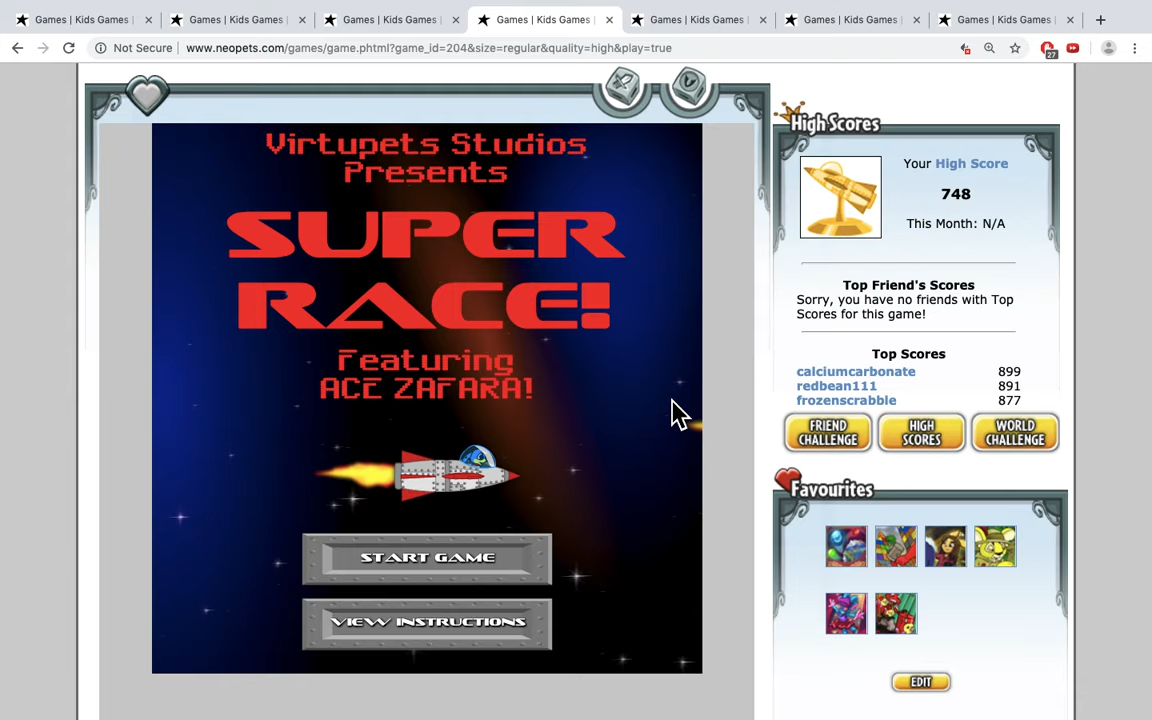 Games | Kids Games
Games | Kids Games
Games | Kids Games
Games | Kids Games
Games | Kids Games
Games | Kids Games
Games | Kids Games
Not Secure
www.neopets.com/games/game.phtml?game_id=204&size=regular&quality=high&play=true
27
Virtupets Studios
Presents
SUPER
RACE!
Featuring
ACE ZAFARA!
START GAME
VIEW INSTRUCTIONS
High Scores
Your High Score
748
This Month: N/A
Top Friend's Scores
Sorry, you have no friends with Top
Scores for this game!
Top Scores
calciumcarbonate 899
redbean111 891
frozenscrabble 877
FRIEND CHALLENGE
HIGH SCORES
WORLD CHALLENGE
Favourites
EDIT